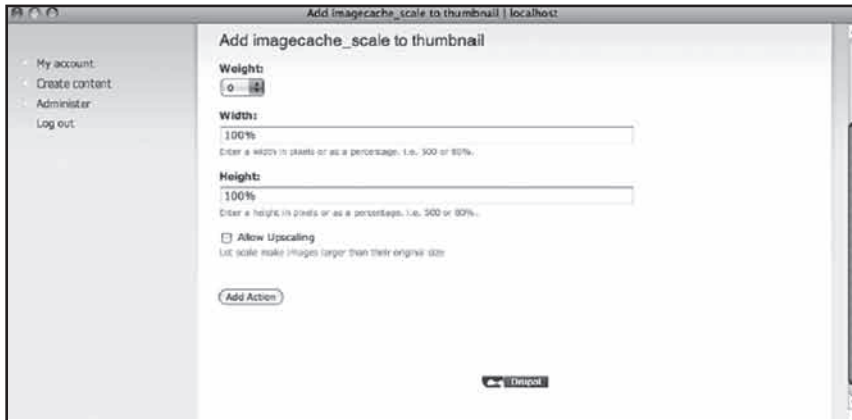 Add imagecache_scale to thumbnail | localhost
My account
Create content
Administer
Log out
Add imagecache_scale to thumbnail
Weight:
0
Width:
100%
Enter a width in pixels or as a percentage. i.e. 500 or 80%.
Height:
100%
Enter a height in pixels or as a percentage. i.e. 500 or 80%.
Allow Upscaling
Let scale make images larger than their original size
Add Action
Drupal